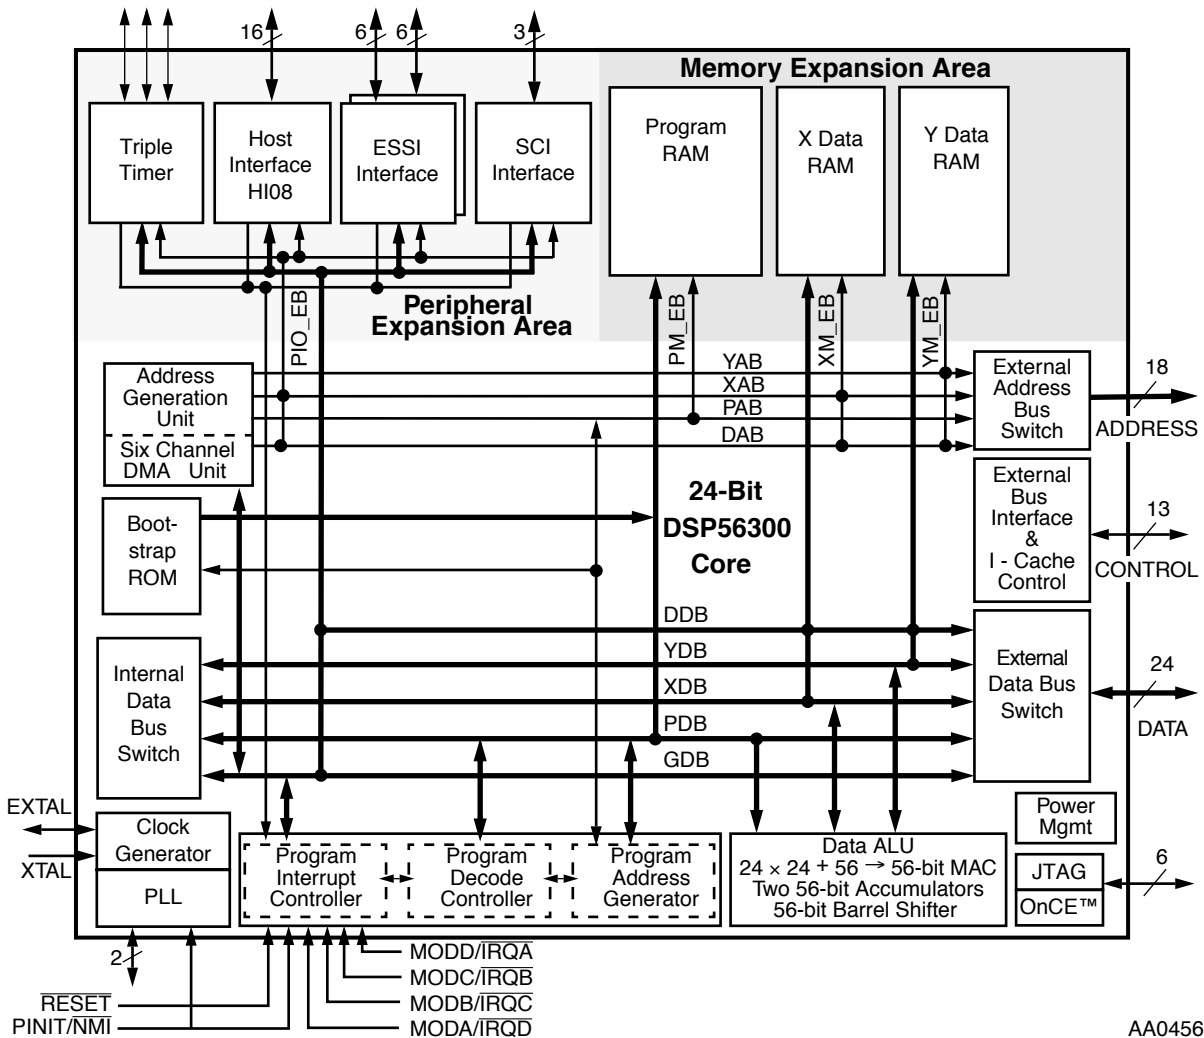 16
6
6
3
Memory Expansion Area
Triple
Timer
Host
Interface
HI08
ESSI
Interface
SCI
Interface
Program
RAM
X Data
RAM
Y Data
RAM
Peripheral
Expansion Area
PIO_EB
PM_EB
XM_EB
YM_EB
Address
Generation
Unit
Six Channel
DMA Unit
YAB
XAB
PAB
DAB
External
Address
Bus
Switch
18
ADDRESS
24-Bit
DSP56300
Core
Boot-
strap
ROM
External
Bus
Interface
&
I - Cache
Control
13
CONTROL
DDB
YDB
XDB
PDB
GDB
Internal
Data
Bus
Switch
External
Data Bus
Switch
24
DATA
EXTAL
XTAL
Clock
Generator
PLL
Program
Interrupt
Controller
Program
Decode
Controller
Program
Address
Generator
Data ALU
24 × 24 + 56 → 56-bit MAC
Two 56-bit Accumulators
56-bit Barrel Shifter
Power
Mgmt
JTAG
OnCE™
6
2
RESET
PINIT/NMI
MODD/IRQA
MODC/IRQB
MODB/IRQC
MODA/IRQD
AA0456